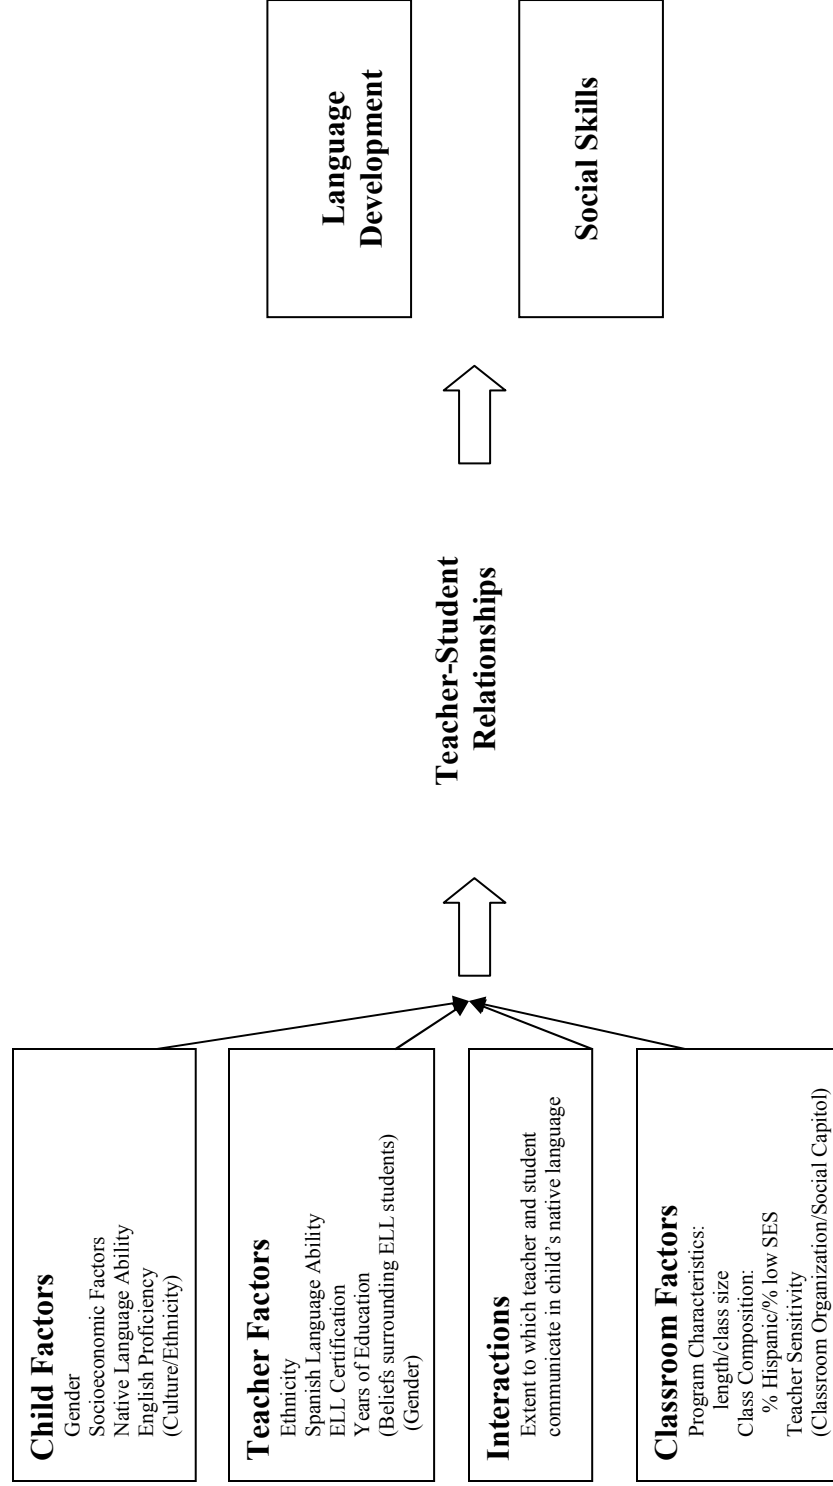 Child Factors
Gender
Socioeconomic Factors
Native Language Ability
English Proficiency
(Culture/Ethnicity)
Teacher Factors
Ethnicity
Spanish Language Ability
ELL Certification
Years of Education
(Beliefs surrounding ELL students)
(Gender)
Interactions
Extent to which teacher and student
communicate in child's native language
Classroom Factors
Program Characteristics:
length/class size
Class Composition:
% Hispanic/% low SES
Teacher Sensitivity
(Classroom Organization/Social Capitol)
Teacher-Student
Relationships
Language
Development
Social Skills